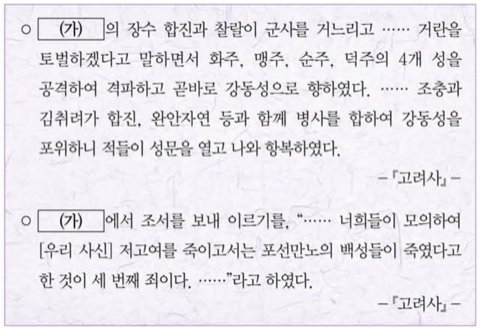 ○ (가) 의 장수 합진과 찰랄이 군사를 거느리고 …… 거란을
토벌하겠다고 말하면서 화주, 맹주, 순주, 덕주의 4개 성을
공격하여 격파하고 곧바로 강동성으로 향하였다. …… 조충과
김취려가 합진, 완안자연 등과 함께 병사를 합하여 강동성을
포위하니 적들이 성문을 열고 나와 항복하였다.
－『고려사』－
○ (가) 에서 조서를 보내 이르기를, “…… 너희들이 모의하여
[우리 사신] 저고여를 죽이고서는 포선만노의 백성들이 죽였다고
한 것이 세 번째 죄이다. ……”라고 하였다.
－『고려사』－